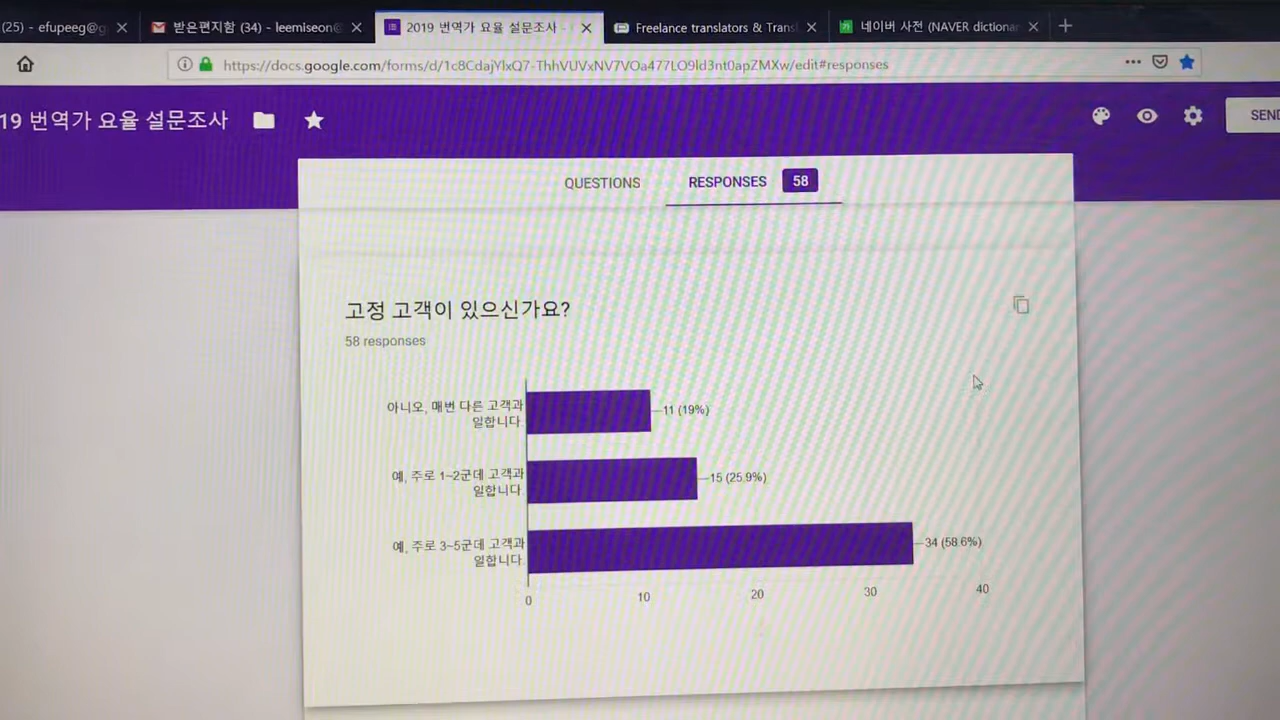 (25) - efupeeg@g
받은편지함 (34) - leemiseon@
2019 번역가 요율 설문조사 -
Freelance translators & Trans
네이버 사전 (NAVER dictionar
https://docs.google.com/forms/d/1c8CdajYlxQ7-ThhVUVxNV7VOa477LO9ld3nt0apZMXw/edit#responses
19 번역가 요율 설문조사
SEND
QUESTIONS
RESPONSES
58
고정 고객이 있으신가요?
58 responses
아니오, 매번 다른 고객과
일합니다.
11 (19%)
예, 주로 1~2군데 고객과
일합니다.
15 (25.9%)
예, 주로 3~5군데 고객과
일합니다.
34 (58.6%)
0
10
20
30
40